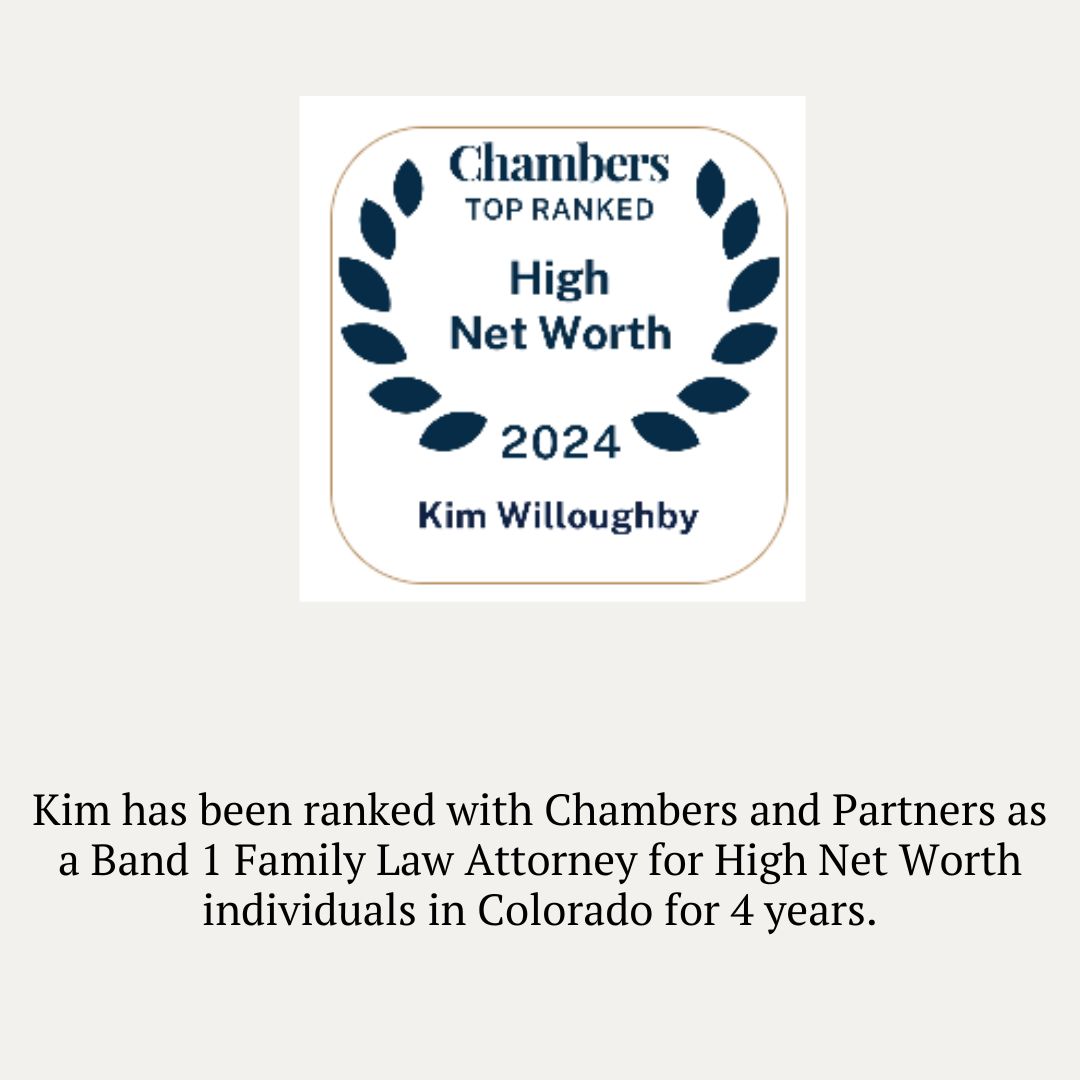 Chambers
TOP RANKED
High
Net Worth
2024
Kim Willoughby
Kim has been ranked with Chambers and Partners as
a Band 1 Family Law Attorney for High Net Worth
individuals in Colorado for 4 years.